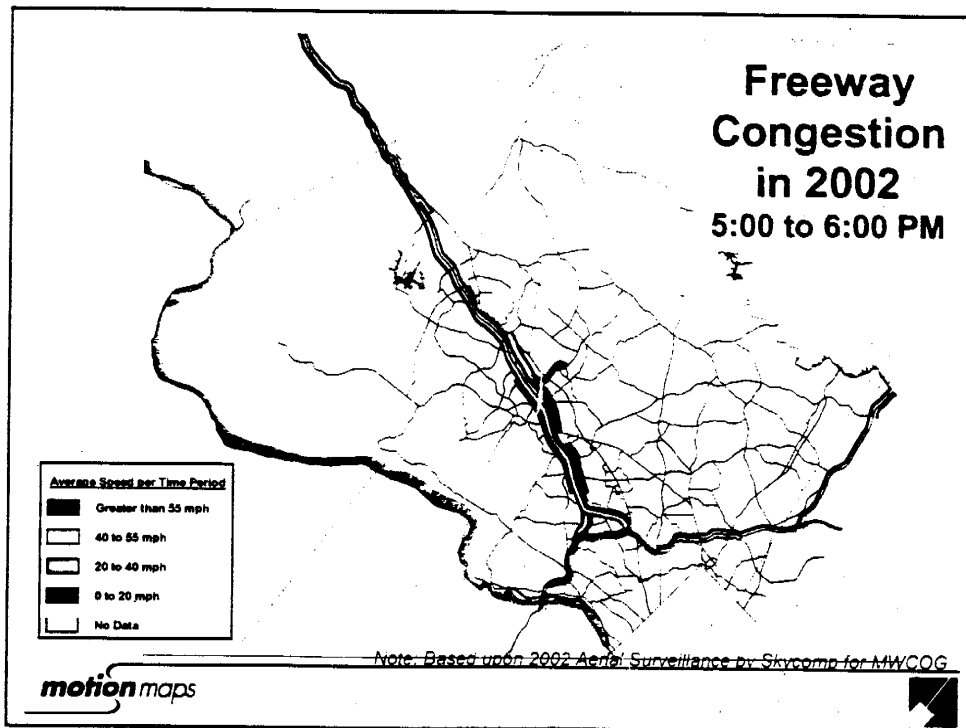 Freeway
Congestion
in 2002
5:00 to 6:00 PM
Average Speed per Time Period
Greater than 55 mph
40 to 55 mph
20 to 40 mph
0 to 20 mph
No Data
Note: Based upon 2002 Aerial Surveillance by Skycomp for MWCOG
motion maps